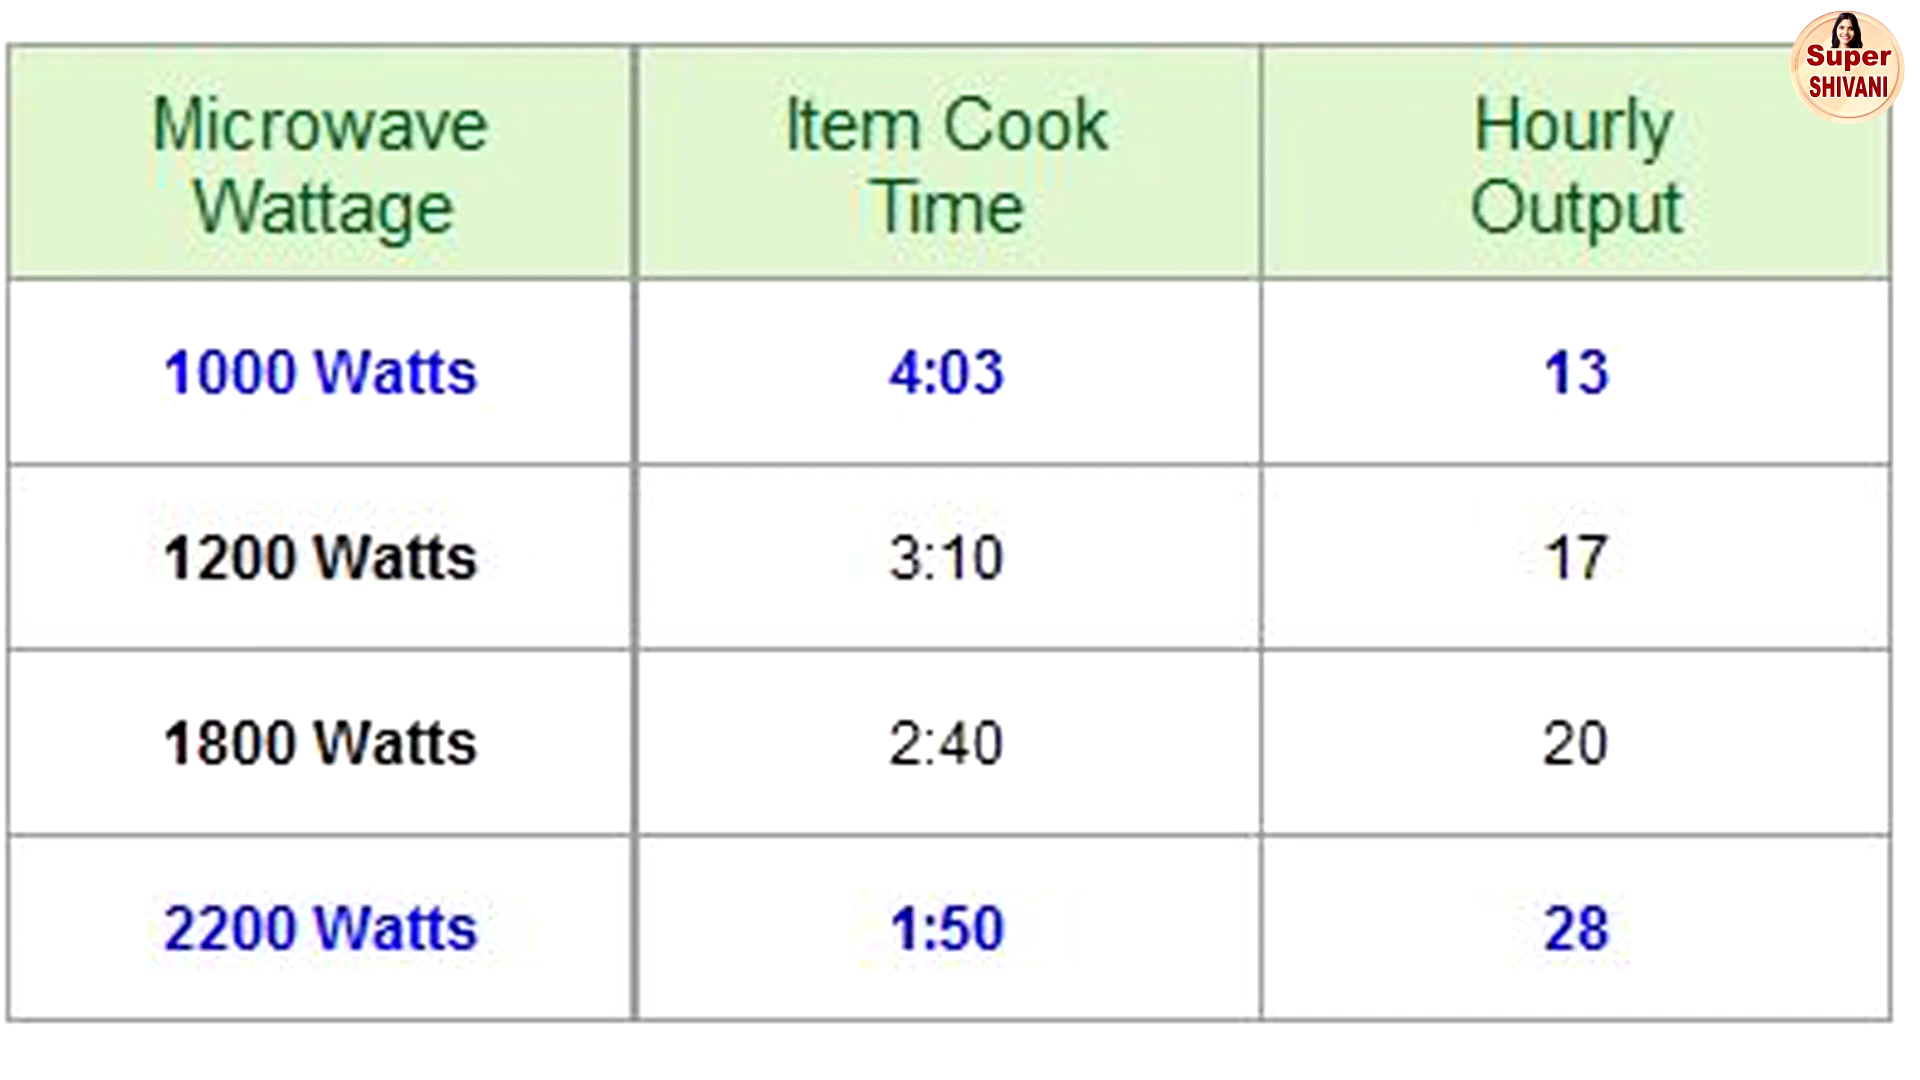 Super
SHIVANI
Microwave Wattage
Item Cook Time
Hourly Output
1000 Watts 4:03 13
1200 Watts 3:10 17
1800 Watts 2:40 20
2200 Watts 1:50 28